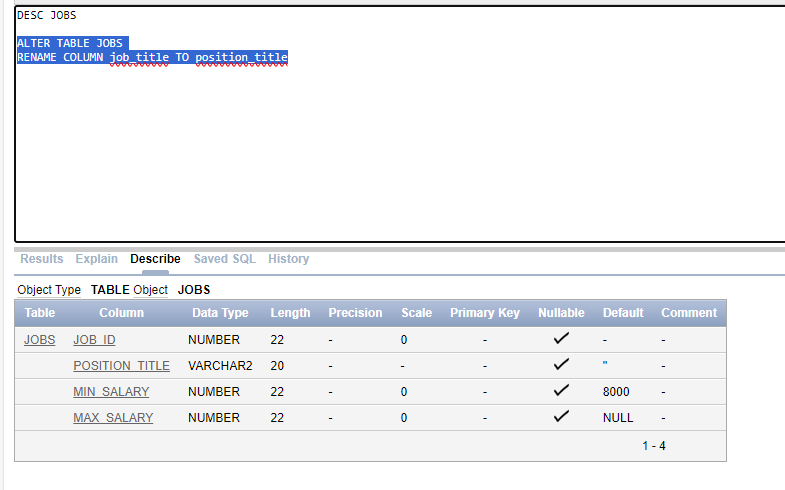 DESC JOBS
ALTER TABLE JOBS
RENAME COLUMN job_title TO position_title
Results Explain Describe Saved SQL History
Object Type TABLE Object JOBS
Table Column Data Type Length Precision Scale Primary Key Nullable Default Comment
JOBS JOB_ID NUMBER 22 - 0 - ✓ - -
POSITION_TITLE VARCHAR2 20 - - - ✓ '' -
MIN_SALARY NUMBER 22 - 0 - ✓ 8000 -
MAX_SALARY NUMBER 22 - 0 - ✓ NULL -
1 - 4